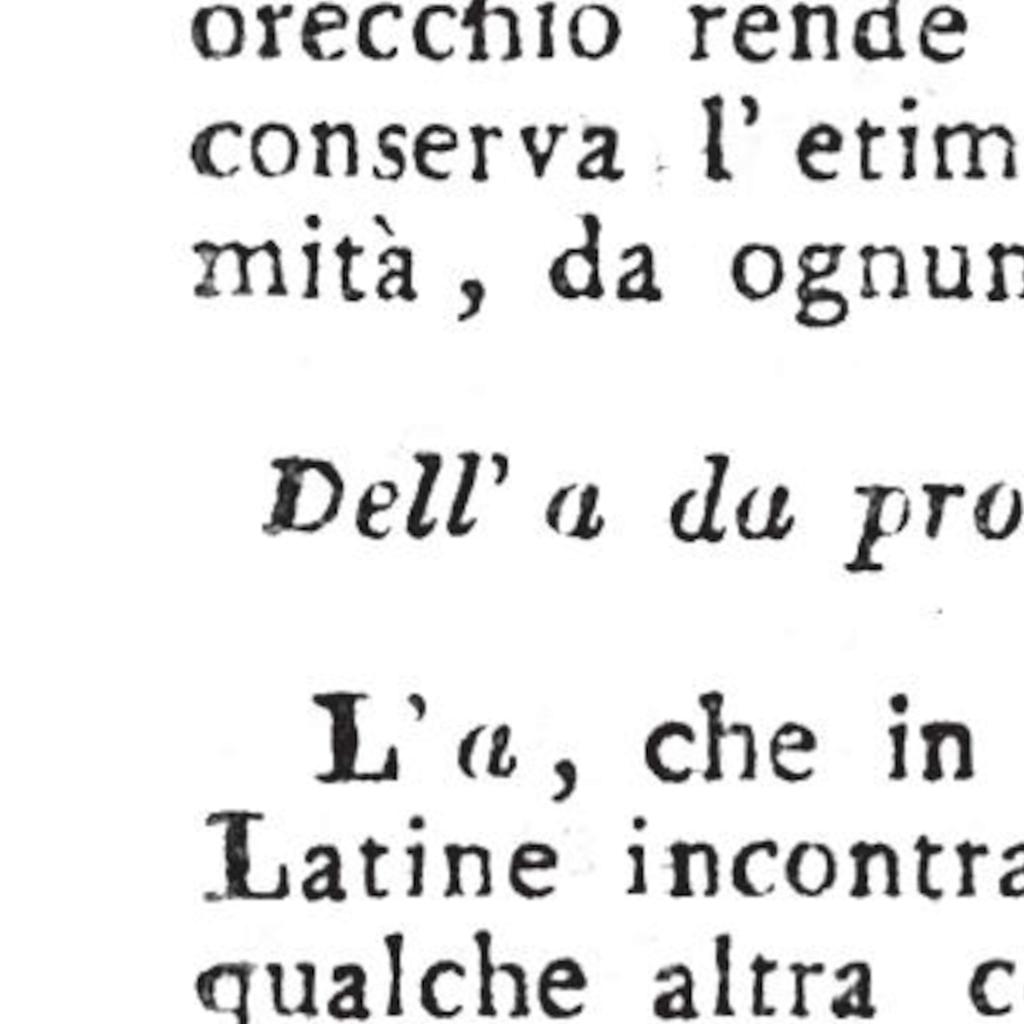 orecchio rende
conserva l' etim
mità, da ognun
Dell' a da pro
L' a, che in
Latine incontra
qualche altra c